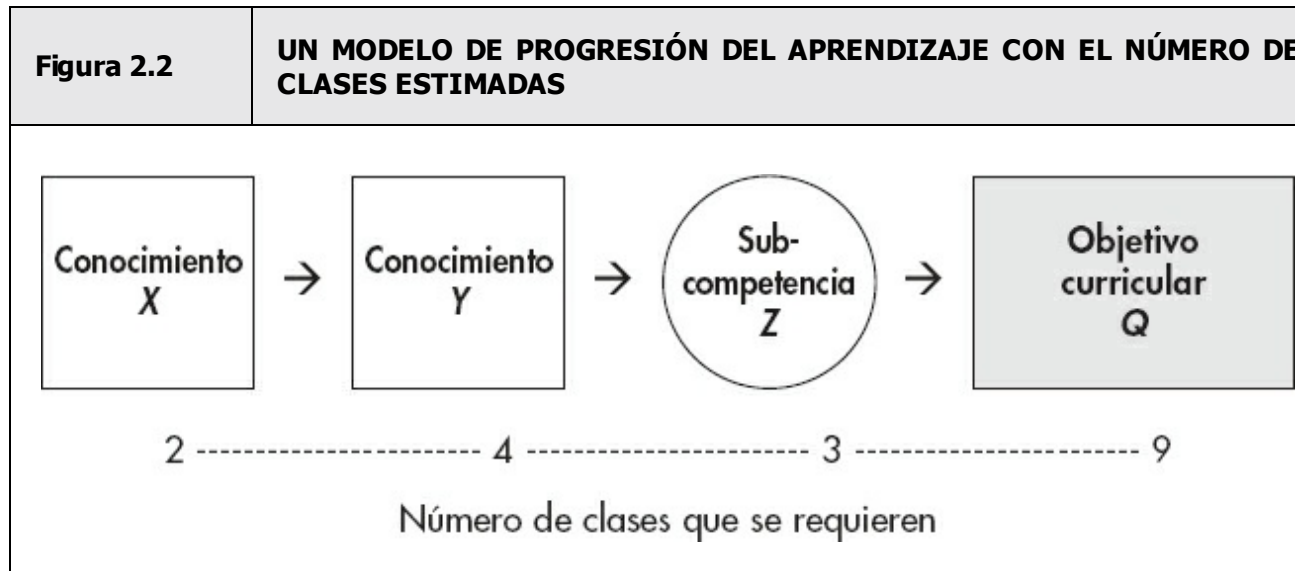 Figura 2.2
UN MODELO DE PROGRESIÓN DEL APRENDIZAJE CON EL NÚMERO DE
CLASES ESTIMADAS
Conocimiento
X
→
Conocimiento
Y
→
Sub-
competencia
Z
→
Objetivo
curricular
Q
2 ----------------------- 4 ----------------------- 3 ----------------------- 9
Número de clases que se requieren